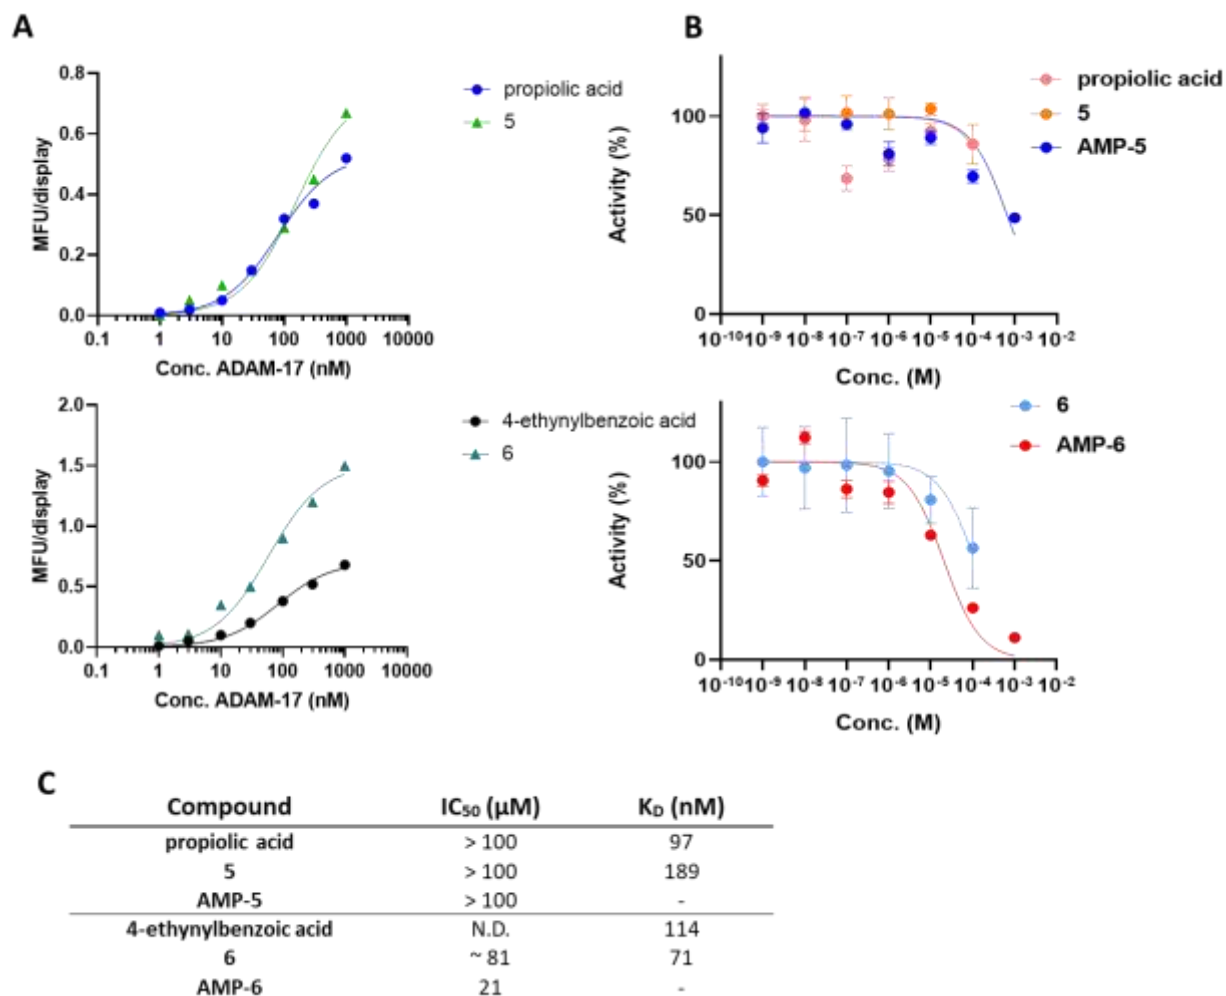 A
B
0.8
0.6
0.4
0.2
0.0
MFU/display
0.1 1 10 100 1000 10000
Conc. ADAM-17 (nM)
propiolic acid
5
100
50
0
Activity (%)
10-10 10-9 10-8 10-7 10-6 10-5 10-4 10-3 10-2
Conc. (M)
propiolic acid
5
AMP-5
2.0
1.5
1.0
0.5
0.0
MFU/display
0.1 1 10 100 1000 10000
Conc. ADAM-17 (nM)
4-ethynylbenzoic acid
6
100
50
0
Activity (%)
10-10 10-9 10-8 10-7 10-6 10-5 10-4 10-3 10-2
Conc. (M)
6
AMP-6
C
Compound IC50 (μM) KD (nM)
propiolic acid > 100 97
5 > 100 189
AMP-5 > 100 -
4-ethynylbenzoic acid N.D. 114
6 ~ 81 71
AMP-6 21 -